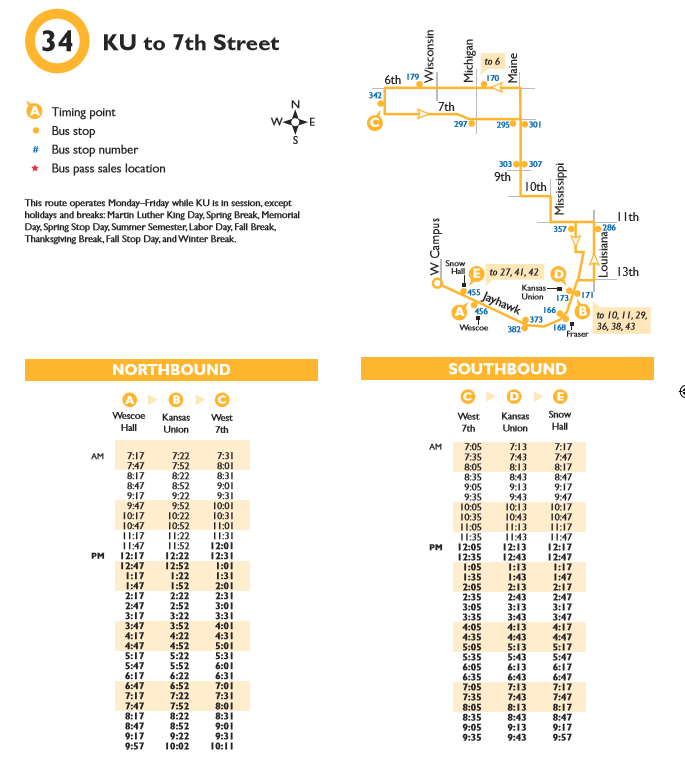 34 KU to 7th Street
A Timing point
Bus stop
# Bus stop number
Bus pass sales location
N
W E
S
This route operates Monday–Friday while KU is in session, except
holidays and breaks: Martin Luther King Day, Spring Break, Memorial
Day, Spring Stop Day, Summer Semester, Labor Day, Fall Break,
Thanksgiving Break, Fall Stop Day, and Winter Break.
Wisconsin
Michigan
Maine
to 6
6th
179
170
342
C
7th
297
295
301
303
307
9th
10th
Mississippi
11th
357
286
Louisiana
13th
W Campus
Snow
Hall
E
to 27, 41, 42
D
455
Jayhawk
Kansas
Union
173
171
A
456
Wescoe
373
382
166
168
Fraser
B
to 10, 11, 29,
36, 38, 43
NORTHBOUND
A B C
Wescoe Kansas West
Hall Union 7th
AM 7:17 7:22 7:31
7:47 7:52 8:01
8:17 8:22 8:31
8:47 8:52 9:01
9:17 9:22 9:31
9:47 9:52 10:01
10:17 10:22 10:31
10:47 10:52 11:01
11:17 11:22 11:31
11:47 11:52 12:01
PM 12:17 12:22 12:31
12:47 12:52 1:01
1:17 1:22 1:31
1:47 1:52 2:01
2:17 2:22 2:31
2:47 2:52 3:01
3:17 3:22 3:31
3:47 3:52 4:01
4:17 4:22 4:31
4:47 4:52 5:01
5:17 5:22 5:31
5:47 5:52 6:01
6:17 6:22 6:31
6:47 6:52 7:01
7:17 7:22 7:31
7:47 7:52 8:01
8:17 8:22 8:31
8:47 8:52 9:01
9:17 9:22 9:31
9:57 10:02 10:11
SOUTHBOUND
C D E
West Kansas Snow
7th Union Hall
AM 7:05 7:13 7:17
7:35 7:43 7:47
8:05 8:13 8:17
8:35 8:43 8:47
9:05 9:13 9:17
9:35 9:43 9:47
10:05 10:13 10:17
10:35 10:43 10:47
11:05 11:13 11:17
11:35 11:43 11:47
PM 12:05 12:13 12:17
12:35 12:43 12:47
1:05 1:13 1:17
1:35 1:43 1:47
2:05 2:13 2:17
2:35 2:43 2:47
3:05 3:13 3:17
3:35 3:43 3:47
4:05 4:13 4:17
4:35 4:43 4:47
5:05 5:13 5:17
5:35 5:43 5:47
6:05 6:13 6:17
6:35 6:43 6:47
7:05 7:13 7:17
7:35 7:43 7:47
8:05 8:13 8:17
8:35 8:43 8:47
9:05 9:13 9:17
9:35 9:43 9:57